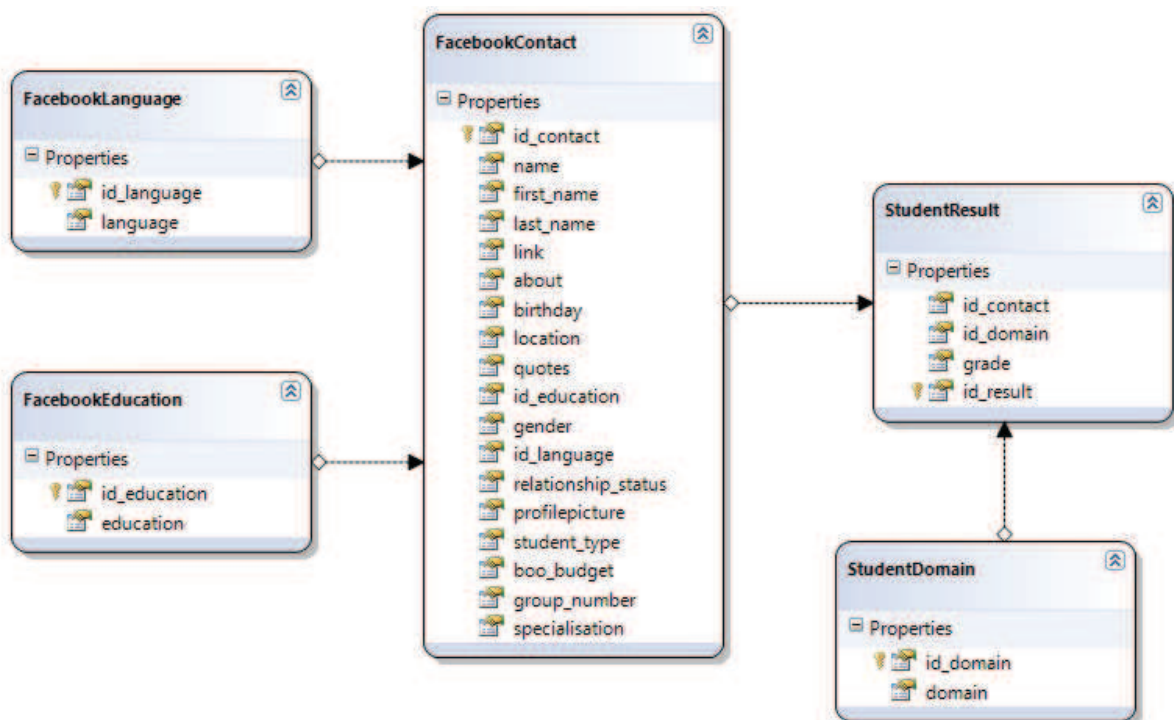 FacebookLanguage
Properties
id_language
language
FacebookEducation
Properties
id_education
education
FacebookContact
Properties
id_contact
name
first_name
last_name
link
about
birthday
location
quotes
id_education
gender
id_language
relationship_status
profilepicture
student_type
boo_budget
group_number
specialisation
StudentResult
Properties
id_contact
id_domain
grade
id_result
StudentDomain
Properties
id_domain
domain